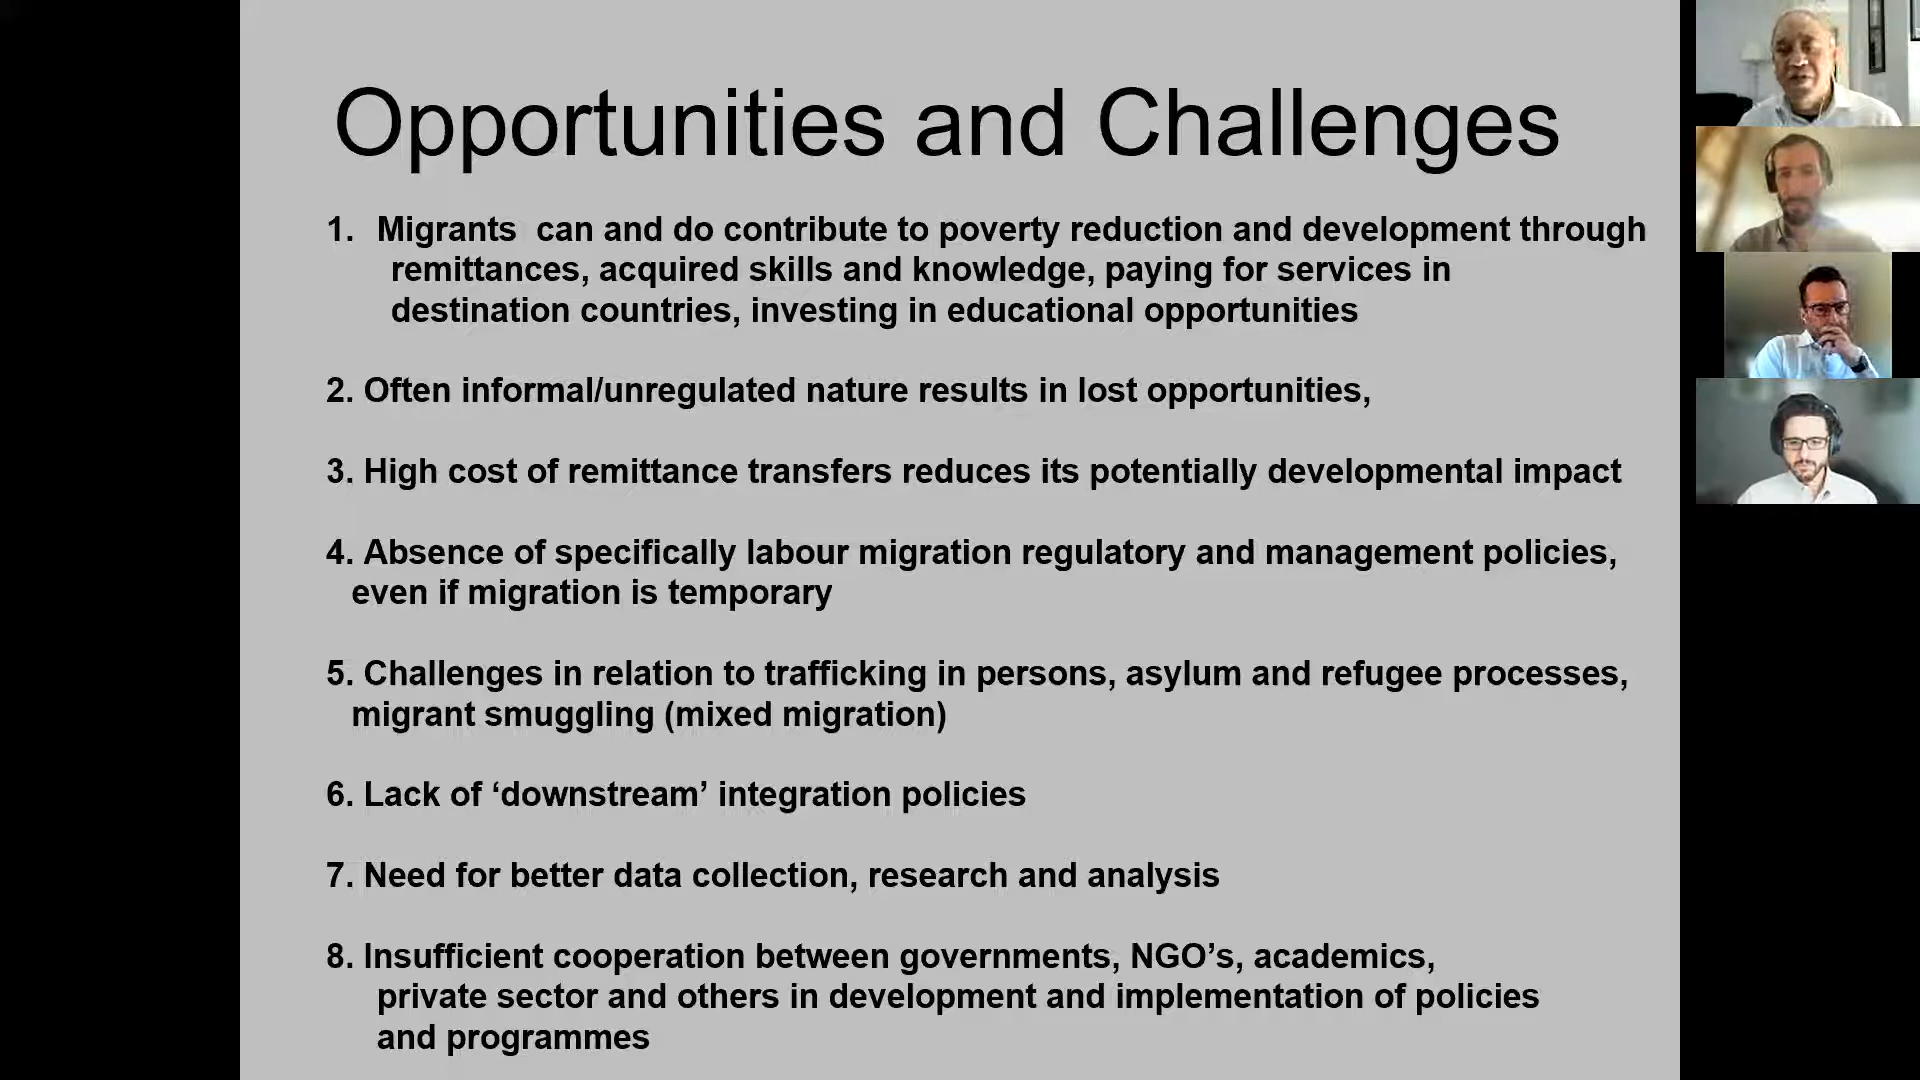 Opportunities and Challenges
1. Migrants can and do contribute to poverty reduction and development through
remittances, acquired skills and knowledge, paying for services in
destination countries, investing in educational opportunities
2. Often informal/unregulated nature results in lost opportunities,
3. High cost of remittance transfers reduces its potentially developmental impact
4. Absence of specifically labour migration regulatory and management policies,
even if migration is temporary
5. Challenges in relation to trafficking in persons, asylum and refugee processes,
migrant smuggling (mixed migration)
6. Lack of ‘downstream’ integration policies
7. Need for better data collection, research and analysis
8. Insufficient cooperation between governments, NGO’s, academics,
private sector and others in development and implementation of policies
and programmes